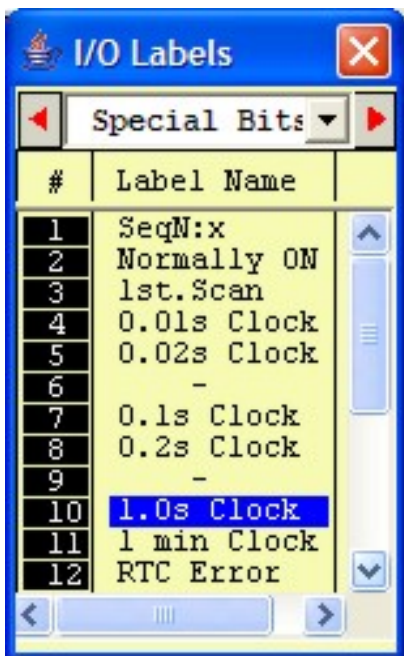 I/O Labels
Special Bits
# Label Name
1 SeqN:x
2 Normally ON
3 1st.Scan
4 0.01s Clock
5 0.02s Clock
6 -
7 0.1s Clock
8 0.2s Clock
9 -
10 1.0s Clock
11 1 min Clock
12 RTC Error